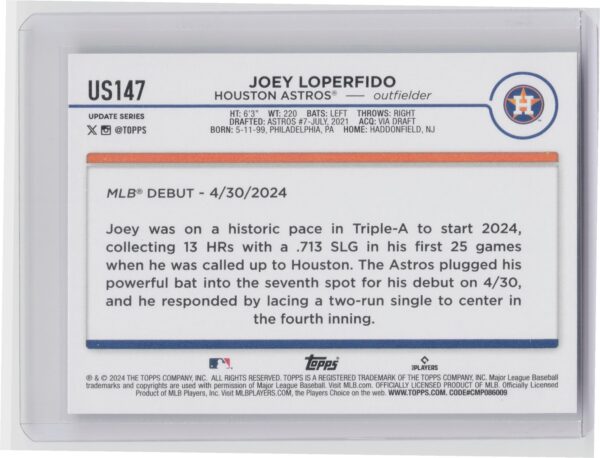 US147
UPDATE SERIES
@TOPPS
JOEY LOPERFIDO
HOUSTON ASTROS® — outfielder
HT: 6'3" WT: 220 BATS: LEFT THROWS: RIGHT
DRAFTED: ASTROS #7-JULY, 2021 ACQ: VIA DRAFT
BORN: 5-11-99, PHILADELPHIA, PA HOME: HADDONFIELD, NJ
H
MLB® DEBUT - 4/30/2024
Joey was on a historic pace in Triple-A to start 2024,
collecting 13 HRs with a .713 SLG in his first 25 games
when he was called up to Houston. The Astros plugged his
powerful bat into the seventh spot for his debut on 4/30,
and he responded by lacing a two-run single to center in
the fourth inning.
Topps
PLAYERS
® & © 2024 THE TOPPS COMPANY, INC. ALL RIGHTS RESERVED. TOPPS IS A REGISTERED TRADEMARK OF THE TOPPS COMPANY, INC. Major League Baseball
trademarks and copyrights are used with permission of Major League Baseball. Visit MLB.com. OFFICIALLY LICENSED PRODUCT OF MLB. Officially Licensed
Product of MLB Players, Inc. Visit MLBPLAYERS.COM, the Players Choice on the web. WWW.TOPPS.COM. CODE#CMP086009